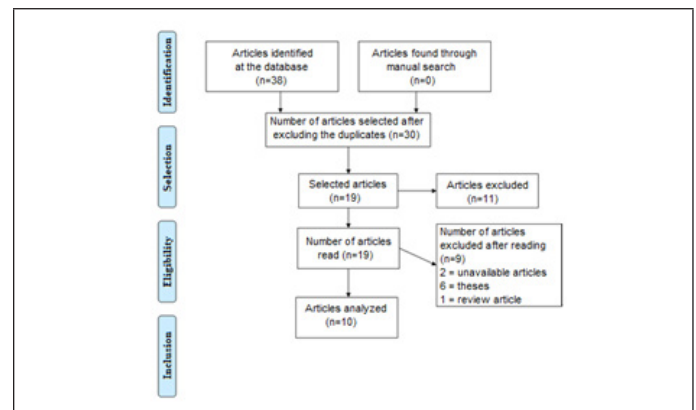 Identification
Articles identified
at the database
(n=38)
Articles found through
manual search
(n=0)
Number of articles selected after
excluding the duplicates (n=30)
Selection
Selected articles
(n=19)
Articles excluded
(n=11)
Eligibility
Number of articles
read (n=19)
Number of articles
excluded after reading
(n=9)
2 = unavailable articles
6 = theses
1 = review article
Inclusion
Articles analyzed
(n=10)